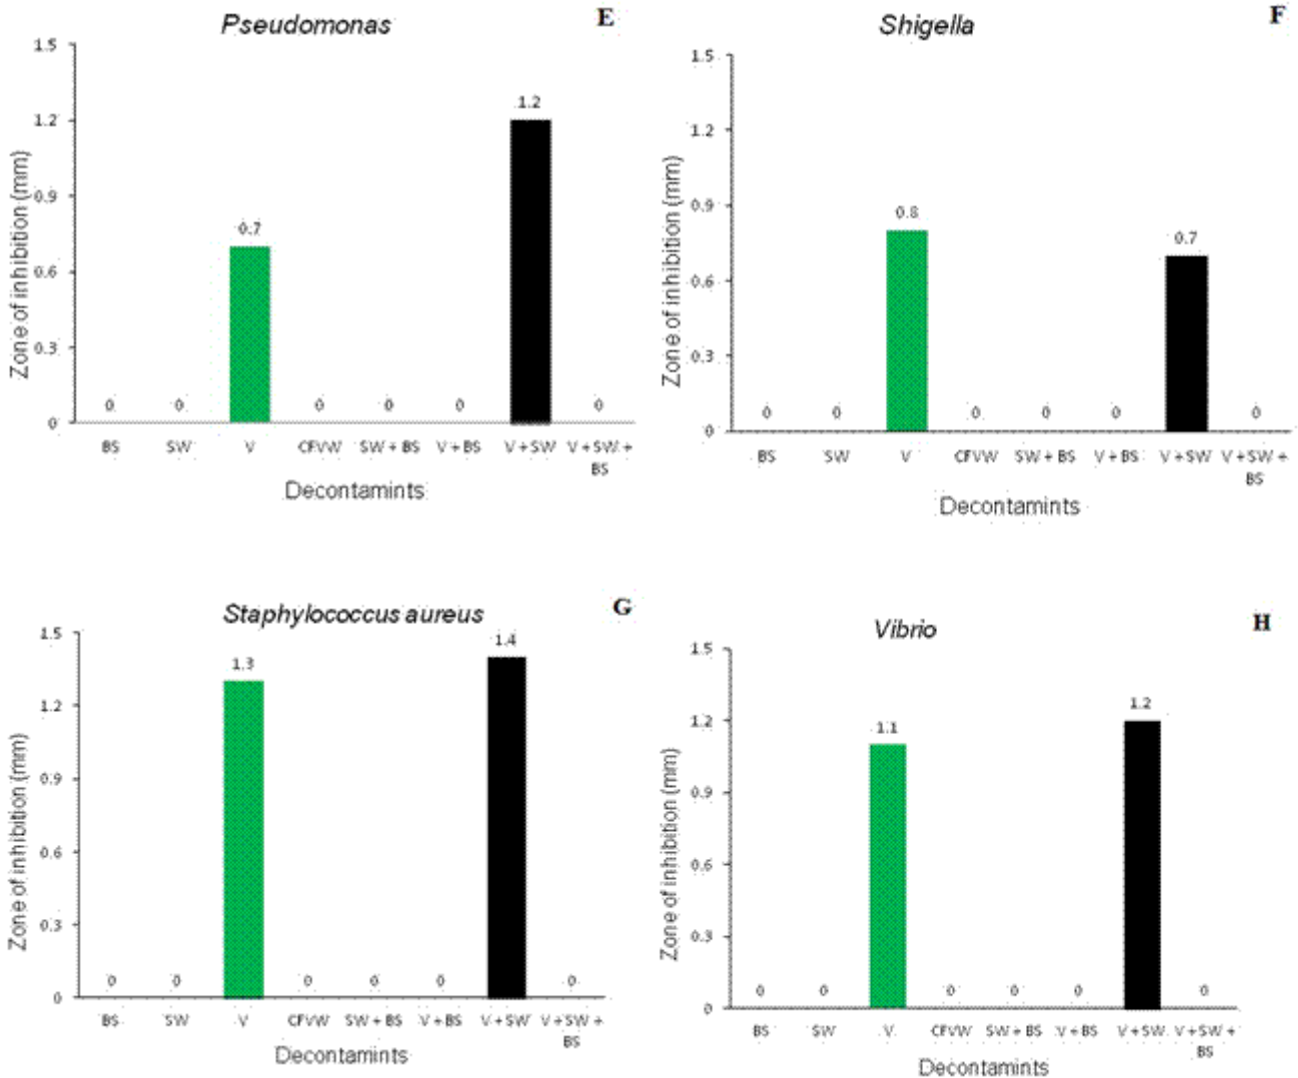 Pseudomonas
E
1.5
1.2
0.9
0.6
0.3
0
Zone of inhibition (mm)
0
0
0.7
0
0
0
1.2
0
BS
SW
V
CFVW
SW + BS
V + BS
V + SW
V + SW +
BS
Decontamints
Shigella
F
1.5
1.2
0.9
0.6
0.3
0
Zone of inhibition (mm)
0
0
0.8
0
0
0
0.7
0
BS
SW
V
CFVW
SW + BS
V + BS
V + SW
V + SW +
BS
Decontamints
Staphylococcus aureus
G
1.5
1.2
0.9
0.6
0.3
0
Zone of inhibition (mm)
0
0
1.3
0
0
0
1.4
0
BS
SW
V
CFVW
SW + BS
V + BS
V + SW
V + SW +
BS
Decontamints
Vibrio
H
1.5
1.2
0.9
0.6
0.3
0
Zone of inhibition (mm)
0
0
1.1
0
0
0
1.2
0
BS
SW
V
CFVW
SW + BS
V + BS
V + SW
V + SW +
BS
Decontamints